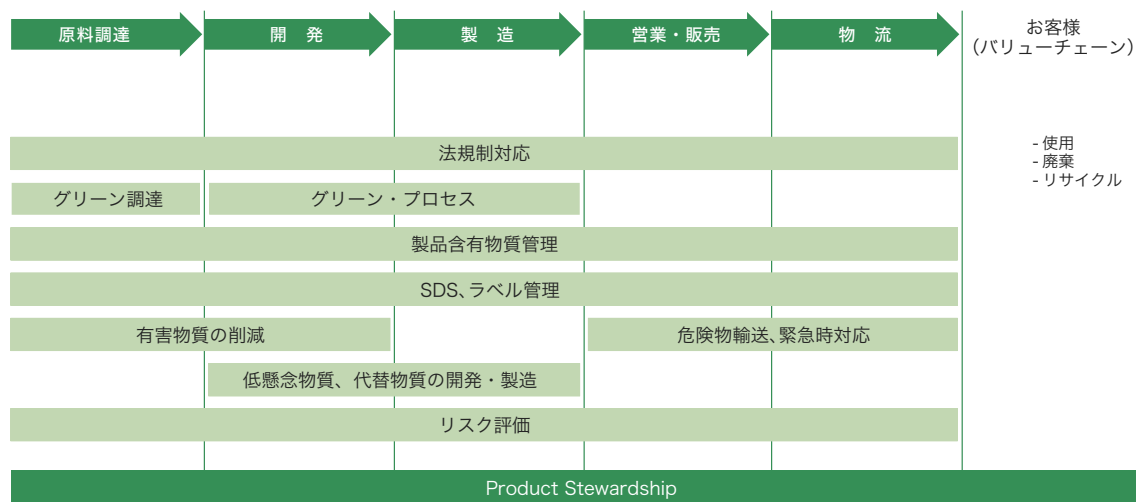 原料調達
開　発
製　造
営業・販売
物　流
お客様
（バリューチェーン）
法規制対応
- 使用
- 廃棄
- リサイクル
グリーン調達
グリーン・プロセス
製品含有物質管理
SDS、ラベル管理
有害物質の削減
危険物輸送、緊急時対応
低懸念物質、代替物質の開発・製造
リスク評価
Product Stewardship